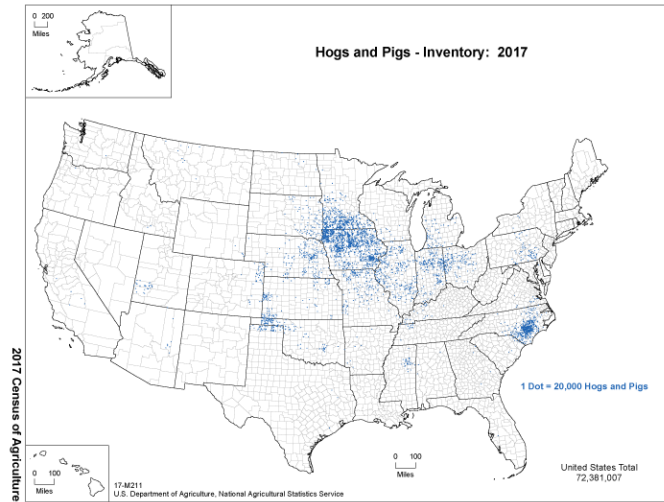 0 200
Miles
Hogs and Pigs - Inventory: 2017
1 Dot = 20,000 Hogs and Pigs
2017 Census of Agriculture
0 100
Miles
0 100
Miles
United States Total
72,381,007
17-M211
U.S. Department of Agriculture, National Agricultural Statistics Service